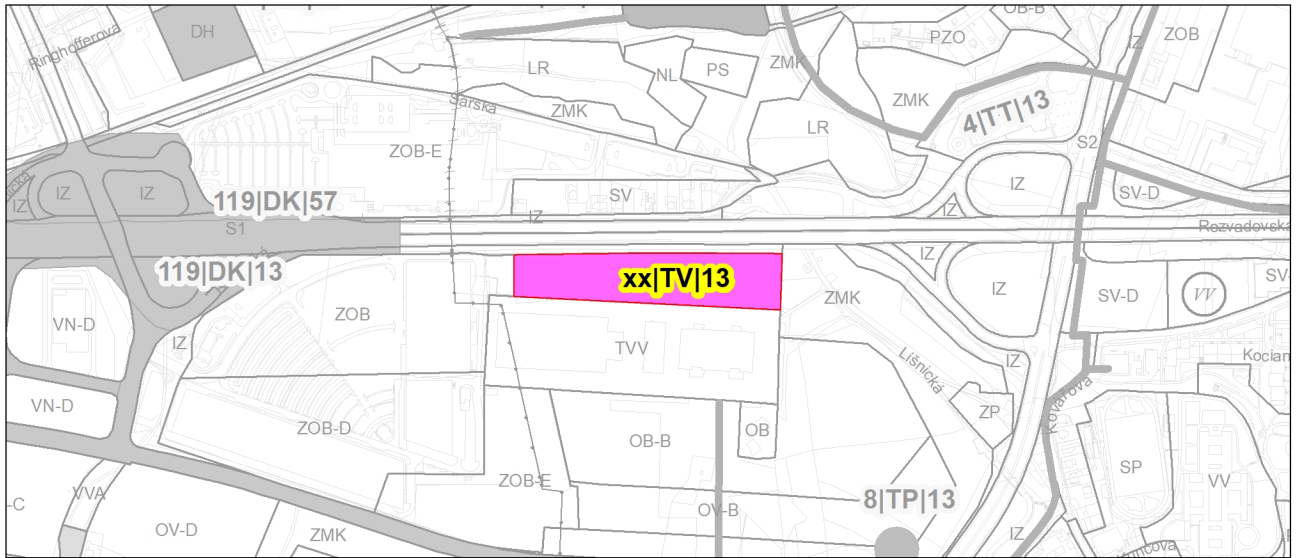 DH
OB-B
PZO
IZ
ZOB
Ringhofferova
LR
NL
PS
ZMK
Šárská
ZMK
ZMK
4|TT|13
LR
S2
ZOB-E
IZ
IZ
IZ
119|DK|57
SV
IZ
IZ
SV-D
IZ
S1
Rozvadovská
119|DK|13
xx|TV|13
IZ
IZ
SV-
ZMK
SV-D
VV
VN-D
ZOB
IZ
TVV
Líšnická
IZ
Kocian
VN-D
ZP
Kovářova
ZOB-D
OB-B
OB
SP
VV
ZOB-E
-C
VVA
8|TP|13
OV-D
ZMK
OV-B
IZ